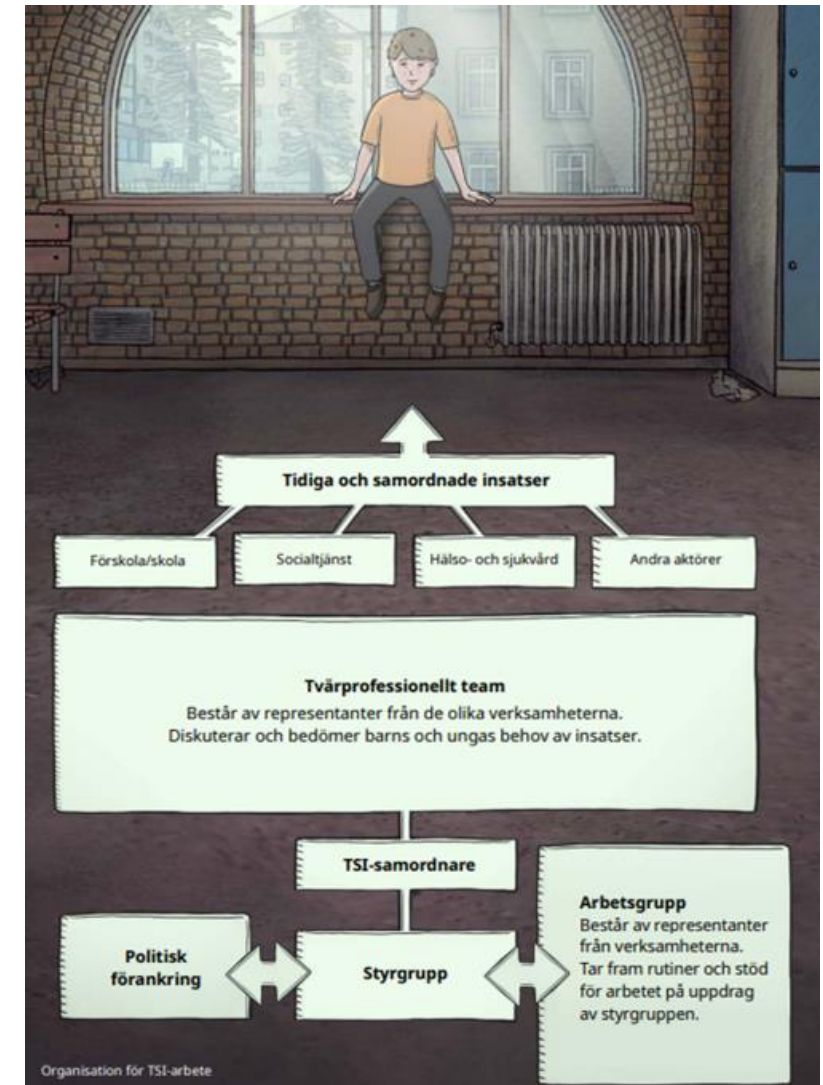 Tidiga och samordnade insatser
Förskola/skola
Socialtjänst
Hälso- och sjukvård
Andra aktörer
Tvärprofessionellt team
Består av representanter från de olika verksamheterna.
Diskuterar och bedömer barns och ungas behov av insatser.
TSI-samordnare
Politisk
förankring
Styrgrupp
Arbetsgrupp
Består av representanter
från verksamheterna.
Tar fram rutiner och stöd
för arbetet på uppdrag
av styrgruppen.
Organisation för TSI-arbete